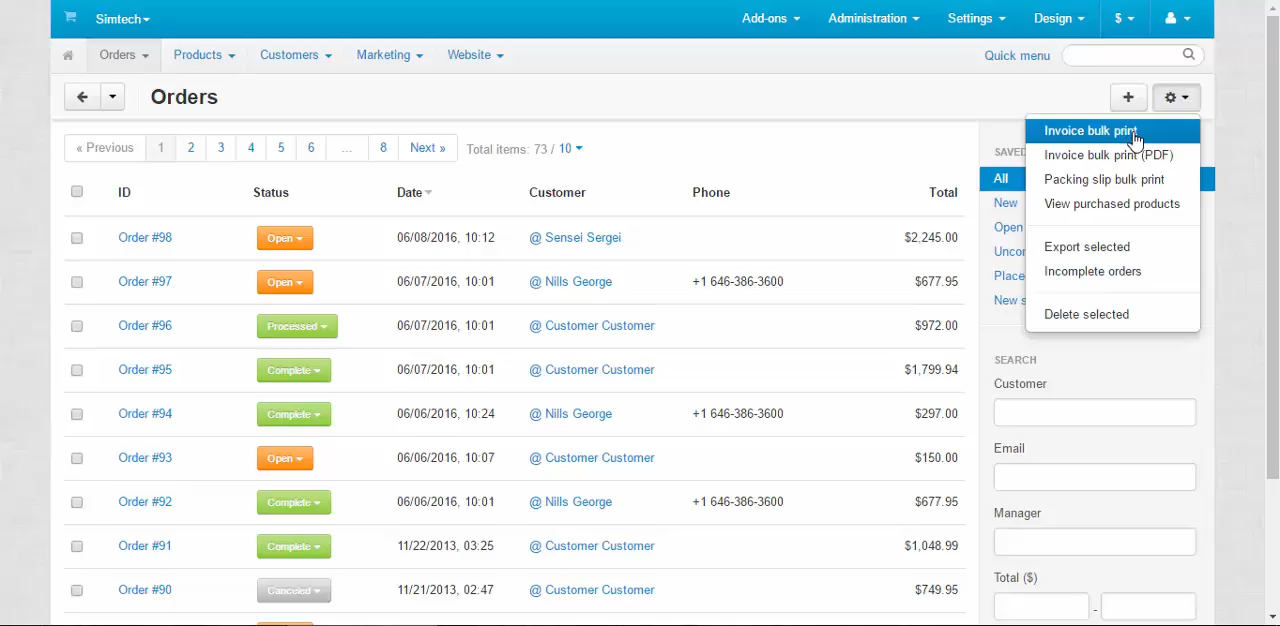 Simtech
Add-ons
Administration
Settings
Design
$
Orders
Products
Customers
Marketing
Website
Quick menu
Orders
« Previous 1 2 3 4 5 6 ... 8 Next » Total items: 73 / 10
Invoice bulk print
Invoice bulk print (PDF)
Packing slip bulk print
View purchased products
Export selected
Incomplete orders
Delete selected
ID Status Date Customer Phone Total
Order #98 Open 06/08/2016, 10:12 @ Sensei Sergei $2,245.00
Order #97 Open 06/07/2016, 10:01 @ Nills George +1 646-386-3600 $677.95
Order #96 Processed 06/07/2016, 10:01 @ Customer Customer $972.00
Order #95 Complete 06/07/2016, 10:01 @ Customer Customer $1,799.94
Order #94 Complete 06/06/2016, 10:24 @ Nills George +1 646-386-3600 $297.00
Order #93 Open 06/06/2016, 10:07 @ Customer Customer $150.00
Order #92 Complete 06/06/2016, 10:01 @ Nills George +1 646-386-3600 $677.95
Order #91 Complete 11/22/2013, 03:25 @ Customer Customer $1,048.99
Order #90 Canceled 11/21/2013, 02:47 @ Customer Customer $749.95
SAVED
All
New
Open
Uncor
Place
New s
SEARCH
Customer
Email
Manager
Total ($)
-